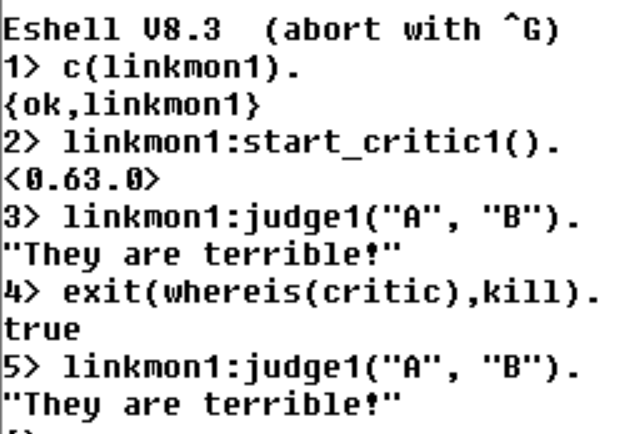 Eshell V8.3  (abort with ^G)
1> c(linkmon1).
{ok,linkmon1}
2> linkmon1:start_critic1().
<0.63.0>
3> linkmon1:judge1("A", "B").
"They are terrible!"
4> exit(whereis(critic),kill).
true
5> linkmon1:judge1("A", "B").
"They are terrible!"